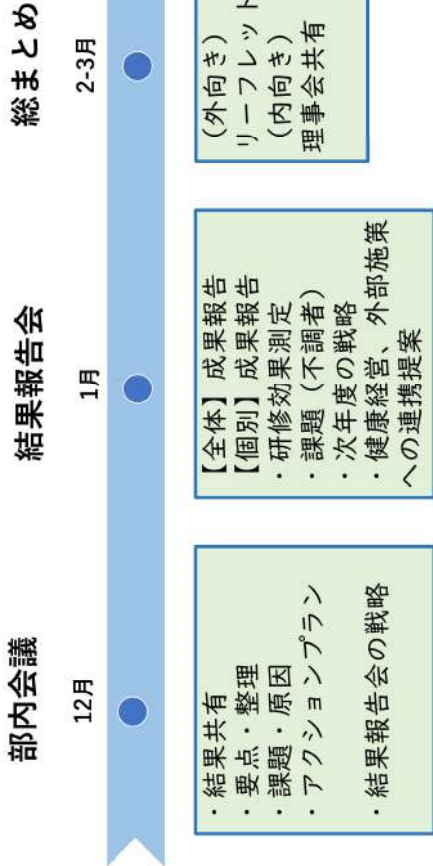 部内会議
12月
・結果共有
・要点・整理
・課題・原因
・アクションプラン
・結果報告会の戦略
結果報告会
1月
【全体】成果報告
【個別】成果報告
・研修効果測定
・課題（不調者）
・次年度の戦略
・健康経営、外部施策
への連携提案
総まとめ
2-3月
（外向き）
リーフレット
（内向き）
理事会共有